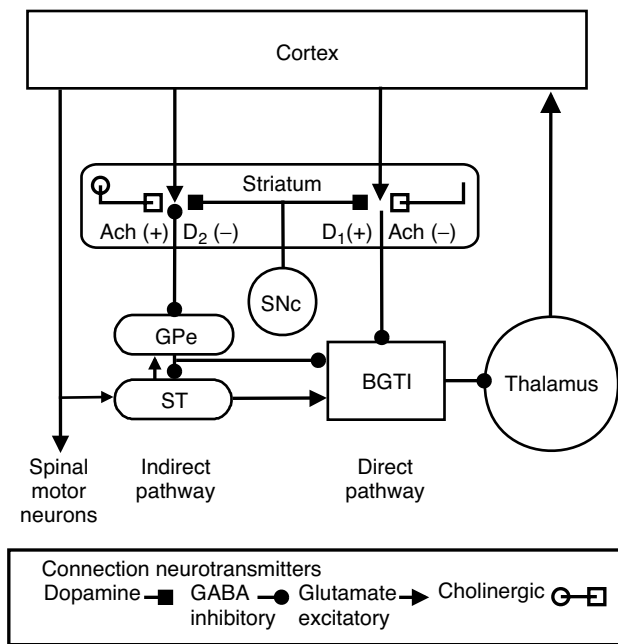 Cortex
Striatum
Ach (+) D₂ (–) D₁(+) Ach (–)
SNc
GPe
ST
BGTI
Thalamus
Spinal motor neurons
Indirect pathway
Direct pathway
Connection neurotransmitters
Dopamine GABA inhibitory Glutamate excitatory Cholinergic